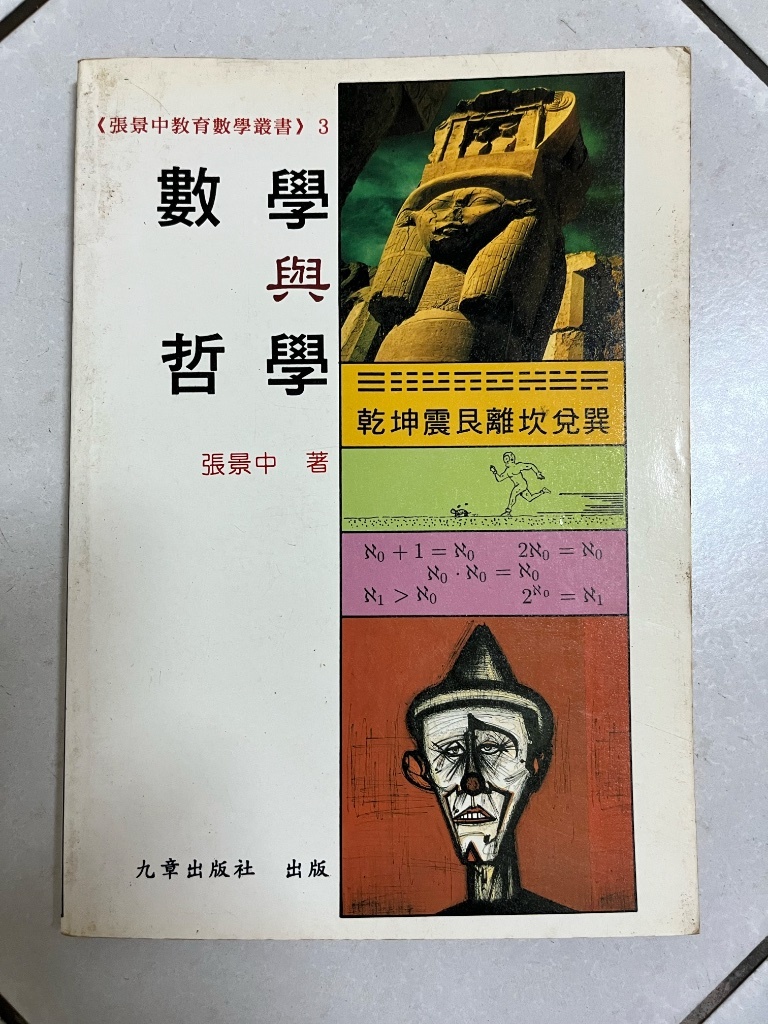 《張景中教育數學叢書》3
數學
與
哲學
張景中 著
九章出版社 出版
乾坤震艮離坎兌巽
ℵ₀ + 1 = ℵ₀ 2ℵ₀ = ℵ₀
ℵ₀ · ℵ₀ = ℵ₀
ℵ₁ > ℵ₀ 2^ℵ₀ = ℵ₁